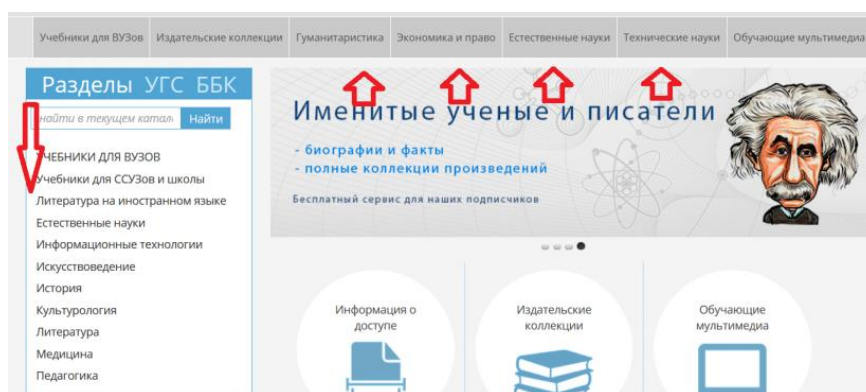 Учебники для ВУЗов Издательские коллекции Гуманитаристика Экономика и право Естественные науки Технические науки Обучающие мультимедиа
Разделы УГС ББК
найти в текущем катал Найти
УЧЕБНИКИ ДЛЯ ВУЗОВ
Учебники для ССУЗов и школы
Литература на иностранном языке
Естественные науки
Информационные технологии
Искусствоведение
История
Культурология
Литература
Медицина
Педагогика
Именитые ученые и писатели
- биографии и факты
- полные коллекции произведений
Бесплатный сервис для наших подписчиков
Информация о
доступе
Издательские
коллекции
Обучающие
мультимедиа